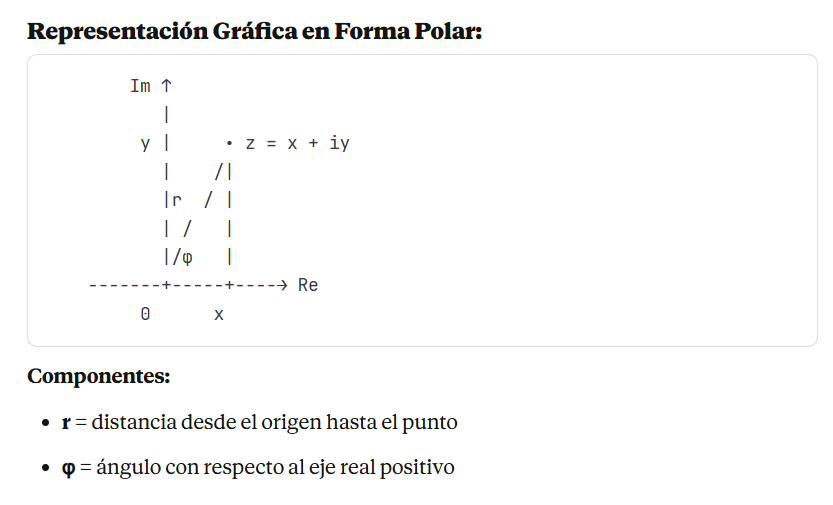 Representación Gráfica en Forma Polar:
Im ↑
|
y |     • z = x + iy
|    /|
|r  / |
| /   |
|/φ   |
-------+-----+----→ Re
0      x
Componentes:
• r = distancia desde el origen hasta el punto
• φ = ángulo con respecto al eje real positivo